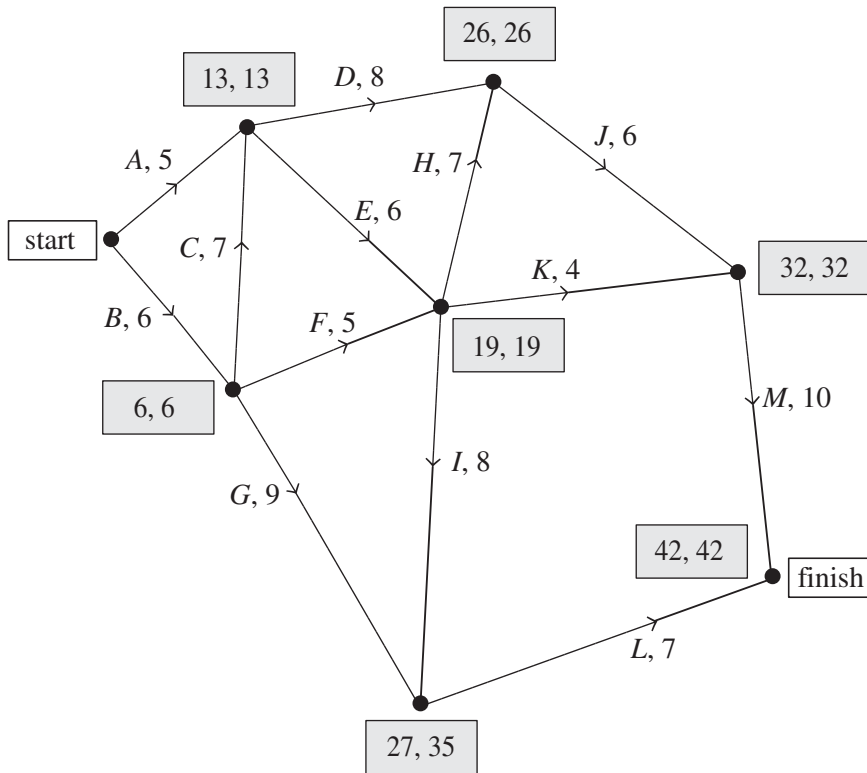 26, 26
13, 13
D, 8
J, 6
A, 5
H, 7
E, 6
start
C, 7
K, 4
32, 32
B, 6
F, 5
19, 19
6, 6
M, 10
I, 8
G, 9
42, 42
finish
L, 7
27, 35